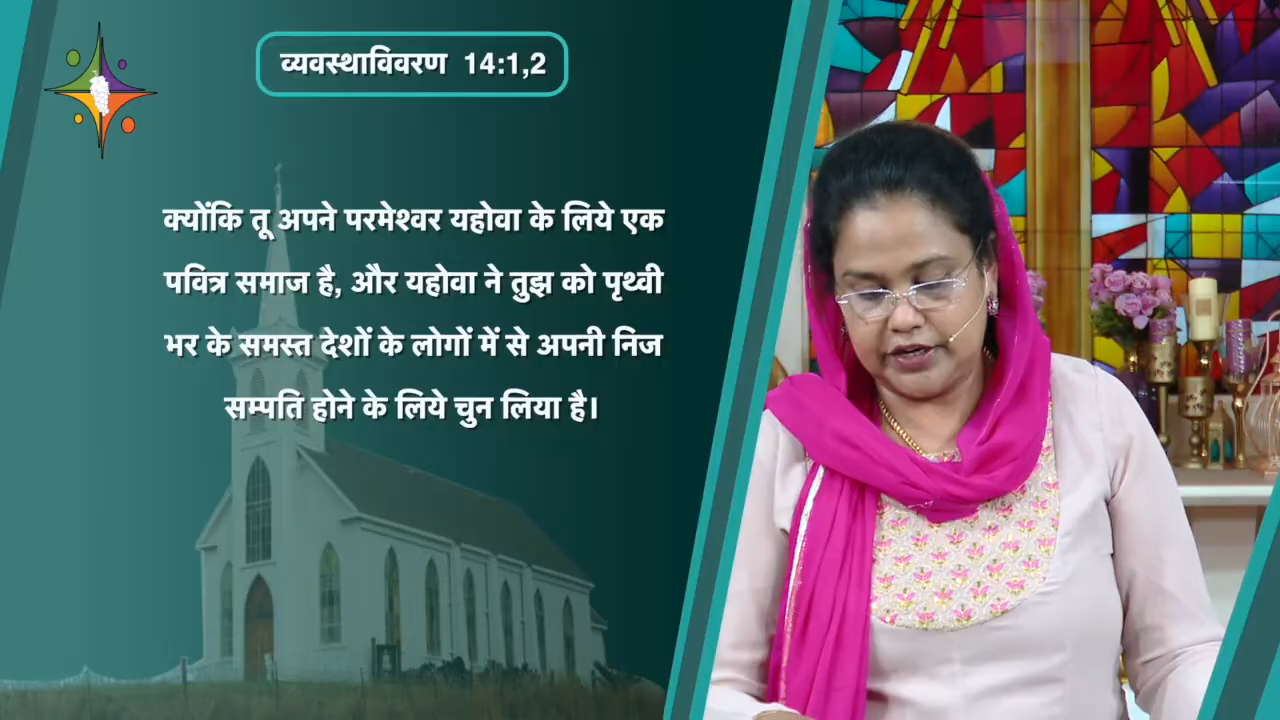 व्यवस्थाविवरण 14:1,2
क्योंकि तू अपने परमेश्वर यहोवा के लिये एक
पवित्र समाज है, और यहोवा ने तुझ को पृथ्वी
भर के समस्त देशों के लोगों में से अपनी निज
सम्पति होने के लिये चुन लिया है।